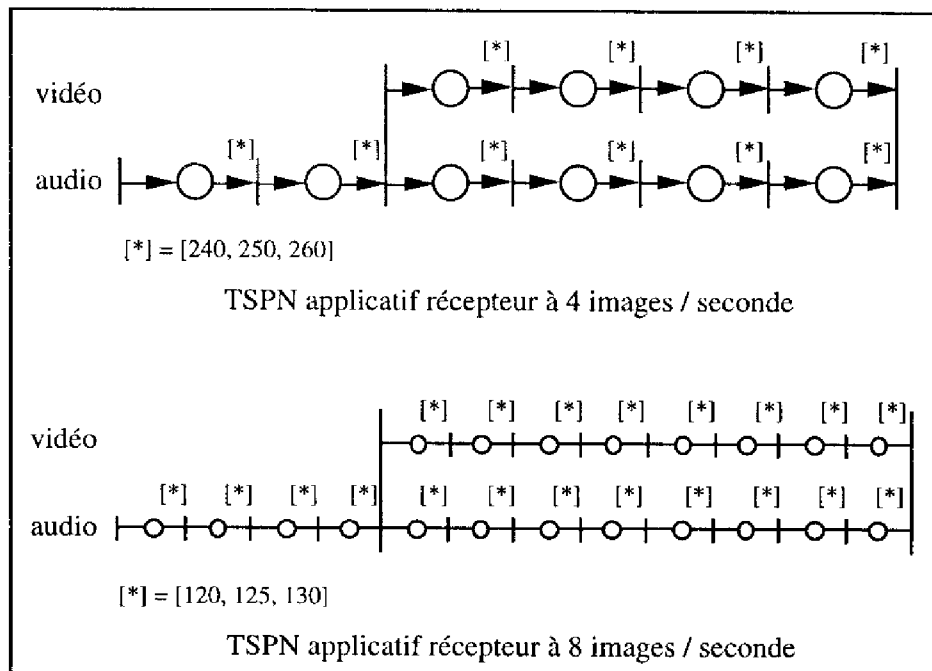 [*] [*] [*] [*]
vidéo
[*] [*] [*] [*] [*] [*]
audio
[*] = [240, 250, 260]
TSPN applicatif récepteur à 4 images / seconde
[*] [*] [*] [*] [*] [*] [*] [*]
vidéo
[*] [*] [*] [*] [*] [*] [*] [*] [*] [*] [*] [*]
audio
[*] = [120, 125, 130]
TSPN applicatif récepteur à 8 images / seconde